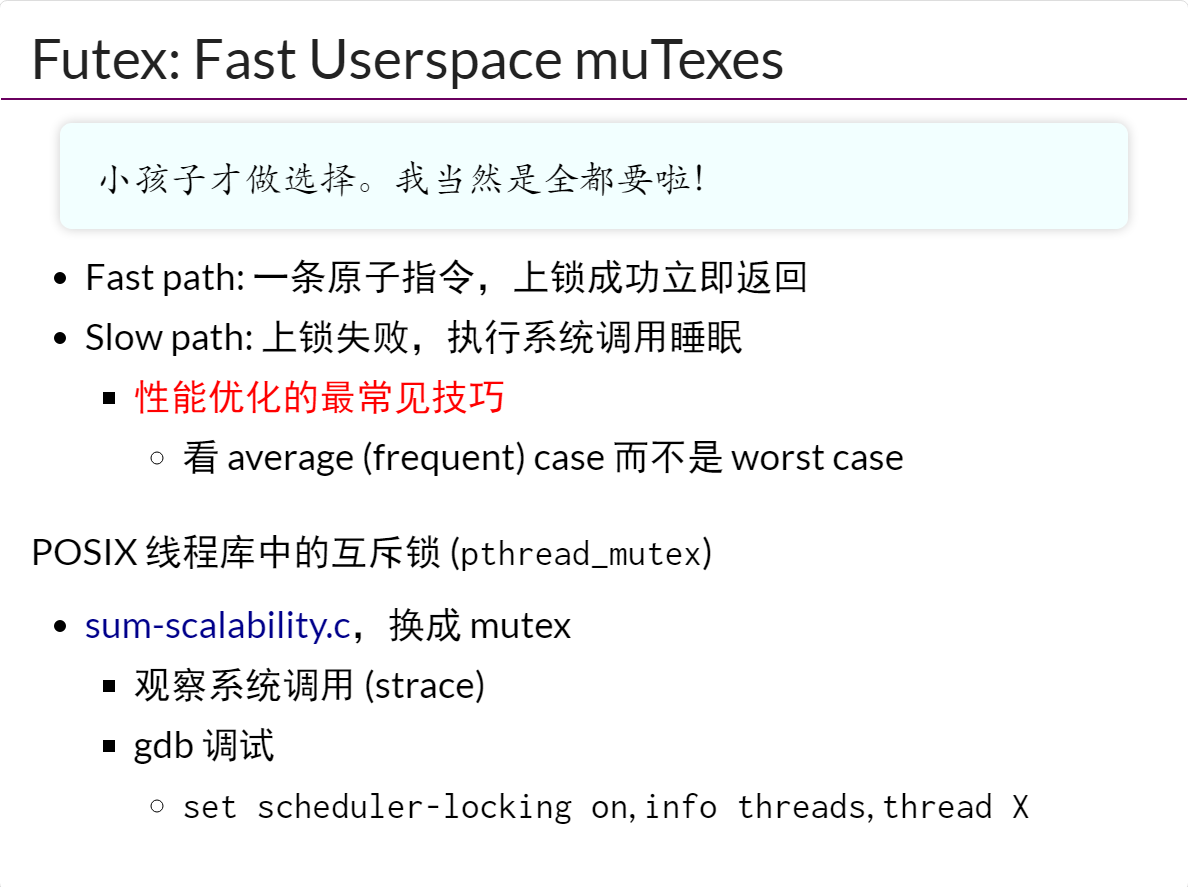 Futex: Fast Userspace muTexes
小孩子才做选择。我当然是全都要啦！
Fast path: 一条原子指令，上锁成功立即返回
Slow path: 上锁失败，执行系统调用睡眠
性能优化的最常见技巧
看 average (frequent) case 而不是 worst case
POSIX 线程库中的互斥锁 (pthread_mutex)
sum-scalability.c，换成 mutex
观察系统调用 (strace)
gdb 调试
set scheduler-locking on, info threads, thread X